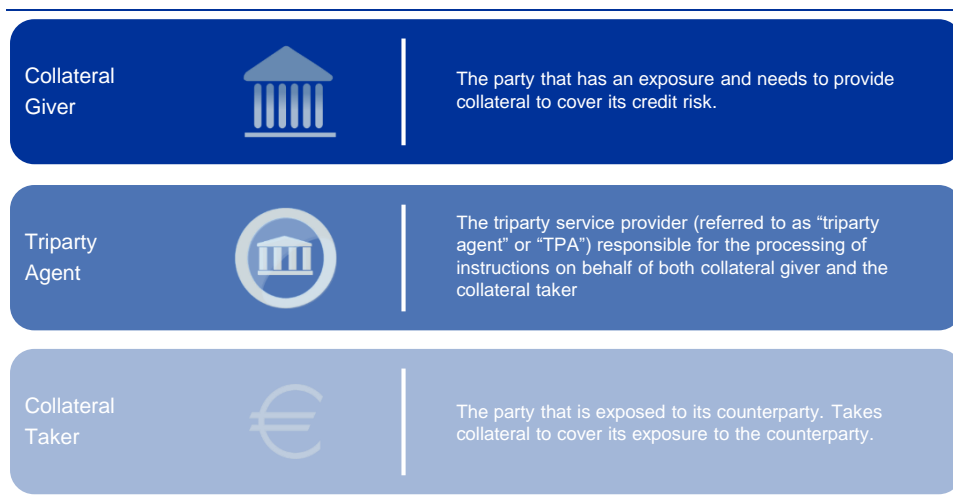 Collateral
Giver
The party that has an exposure and needs to provide
collateral to cover its credit risk.
Triparty
Agent
The triparty service provider (referred to as “triparty
agent” or “TPA”) responsible for the processing of
instructions on behalf of both collateral giver and the
collateral taker
Collateral
Taker
€
The party that is exposed to its counterparty. Takes
collateral to cover its exposure to the counterparty.